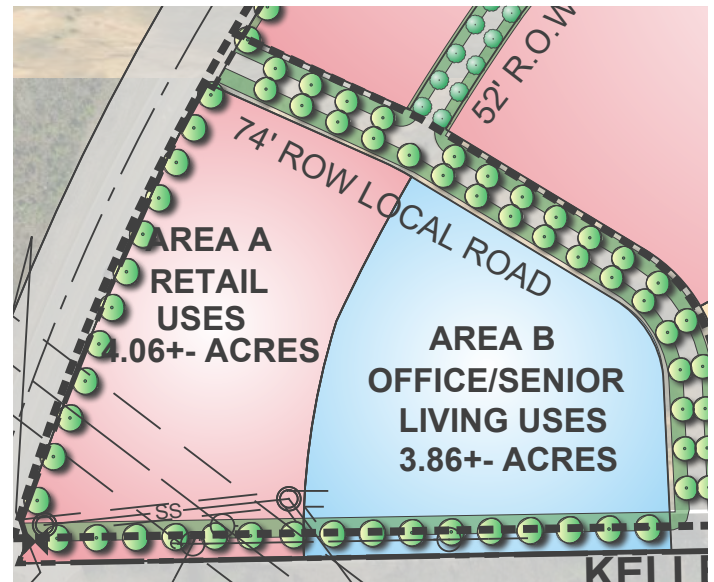 52' R.O.W
74' ROW LOCAL ROAD
AREA A
RETAIL
USES
4.06+- ACRES
AREA B
OFFICE/SENIOR
LIVING USES
3.86+- ACRES
SS